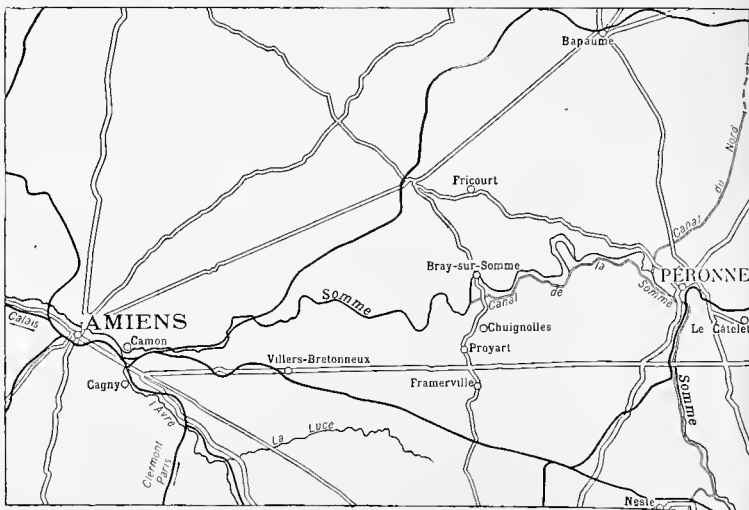 Bapaume
Canal du Nord
Fricourt
Bray-sur-Somme
PÉRONNE
Canal de la Somme
Somme
AMIENS
Calais
Camon
Chuignolles
Le Câtelet
Proyart
Villers-Bretonneux
Cagny
Framerville
Somme
l'Avre
La Luce
Clermont
Paris
Nesle